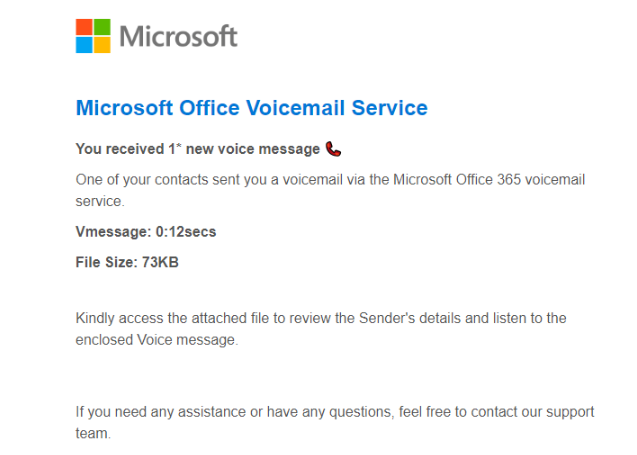 Microsoft
Microsoft Office Voicemail Service
You received 1* new voice message
One of your contacts sent you a voicemail via the Microsoft Office 365 voicemail
service.
Vmessage: 0:12secs
File Size: 73KB
Kindly access the attached file to review the Sender's details and listen to the
enclosed Voice message.
If you need any assistance or have any questions, feel free to contact our support
team.